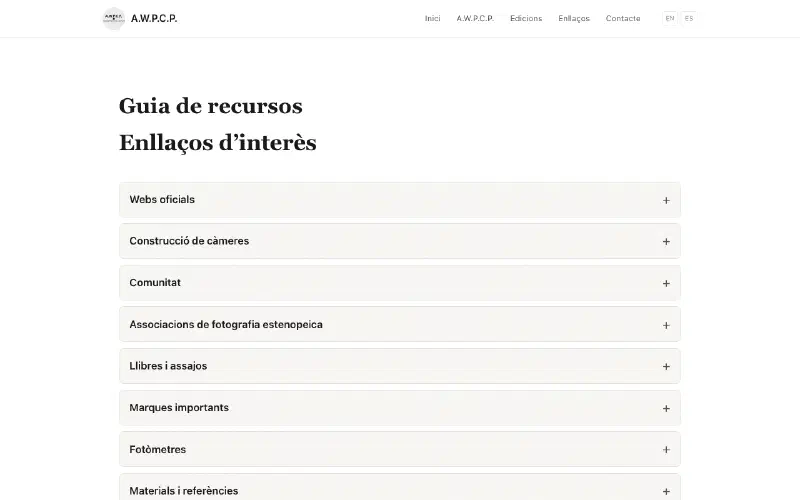 A.W.P.C.P.
Inici
A.W.P.C.P.
Edicions
Enllaços
Contacte
EN
ES
Guia de recursos
Enllaços d’interès
Webs oficials
+
Construcció de càmeres
+
Comunitat
+
Associacions de fotografia estenopeica
+
Llibres i assajos
+
Marques importants
+
Fotòmetres
+
Materials i referències
+